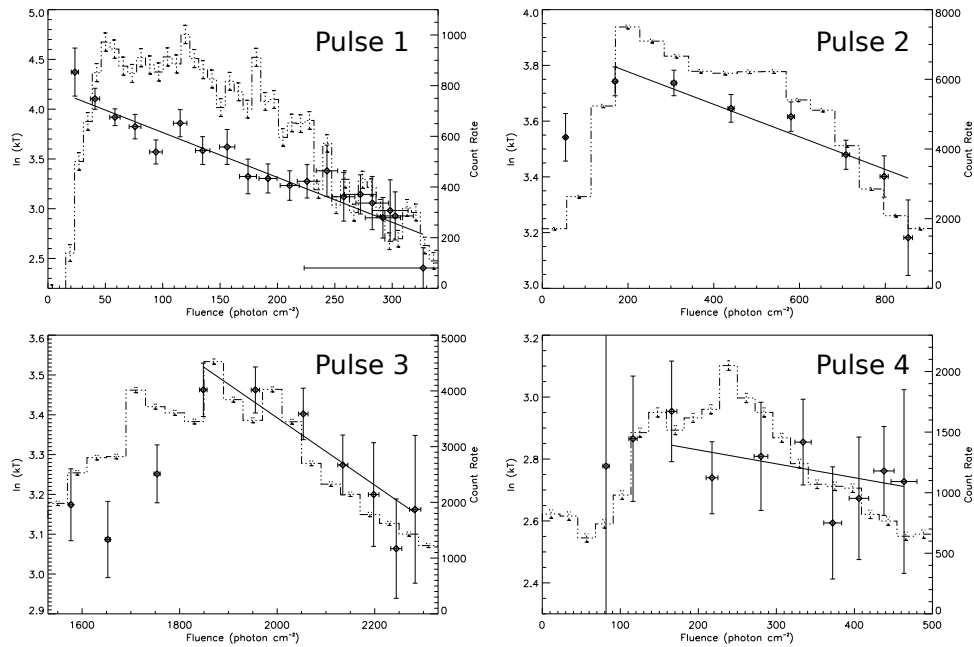 Pulse 1
5.0
4.5
4.0
3.5
3.0
2.5
ln (kT)
0 50 100 150 200 250 300
Fluence (photon cm⁻²)
1000
800
600
400
200
0
Count Rate
Pulse 2
4.0
3.8
3.6
3.4
3.2
3.0
ln (kT)
0 200 400 600 800
Fluence (photon cm⁻²)
8000
6000
4000
2000
0
Count Rate
Pulse 3
3.6
3.5
3.4
3.3
3.2
3.1
3.0
2.9
ln (kT)
1600 1800 2000 2200
Fluence (photon cm⁻²)
5000
4000
3000
2000
1000
0
Count Rate
Pulse 4
3.2
3.0
2.8
2.6
2.4
ln (kT)
0 100 200 300 400 500
Fluence (photon cm⁻²)
2000
1500
1000
500
0
Count Rate